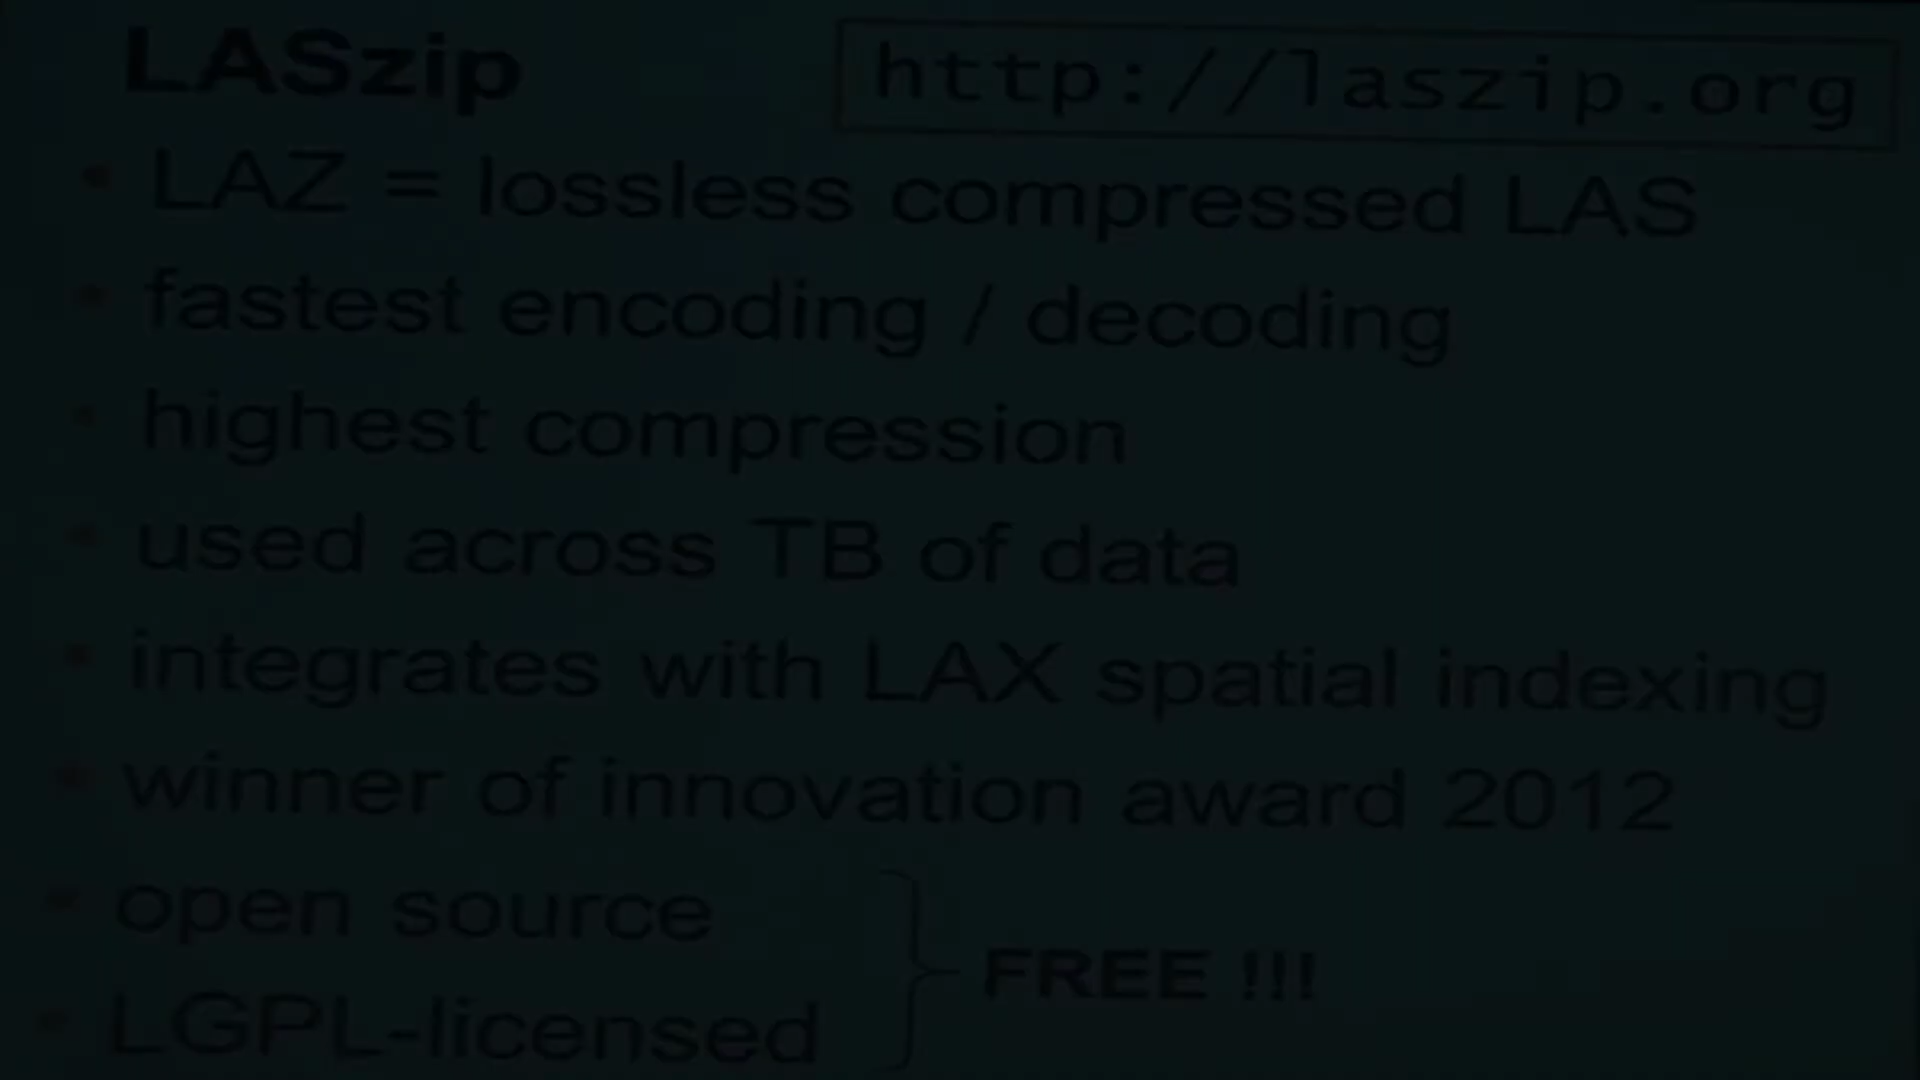 LASzip
http://laszip.org
• LAZ = lossless compressed LAS
• fastest encoding / decoding
• highest compression
• used across TB of data
• integrates with LAX spatial indexing
• winner of innovation award 2012
• open source
FREE !!!
• LGPL-licensed